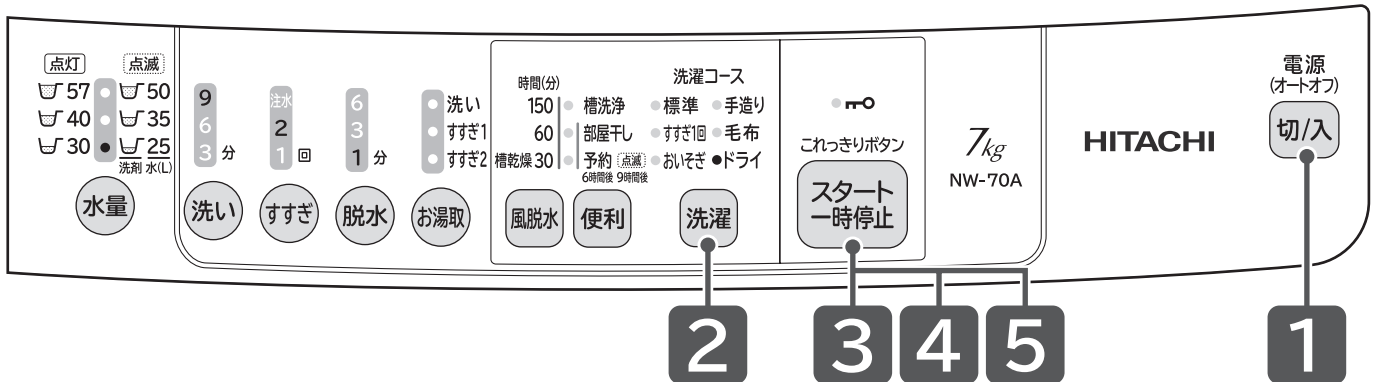 点灯 点滅
57 50
40 35
30 25
洗剤 水(L)
水量
9
6
3 分
洗い
注水
2
1 回
すすぎ
6
3
1 分
脱水
洗い
すすぎ1
すすぎ2
お湯取
時間(分)
150
60
槽乾燥 30
風脱水
槽洗浄
部屋干し
予約 点滅
6時間後 9時間後
便利
洗濯コース
標準 手造り
すすぎ1回 毛布
おいそぎ ドライ
洗濯
これっきりボタン
スタート
一時停止
7kg
NW-70A
HITACHI
電源
(オートオフ)
切/入
2 3 4 5 1